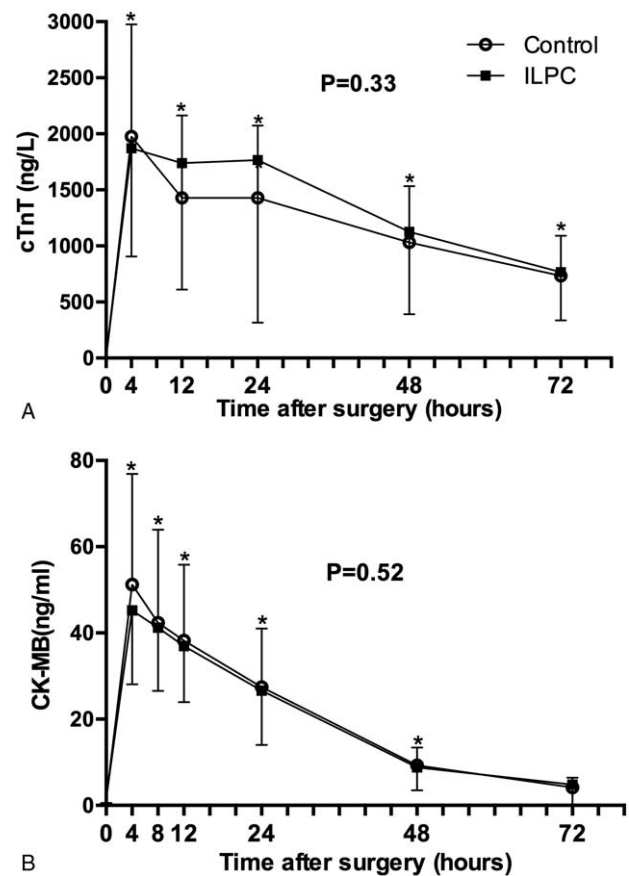 3000
2500
2000
1500
1000
500
0
cTnT (ng/L)
* * * * *
P=0.33
Control
ILPC
0 4 12 24 48 72
Time after surgery (hours)
A
80
60
40
20
0
CK-MB(ng/ml)
* * * * *
P=0.52
0 4 8 12 24 48 72
Time after surgery (hours)
B